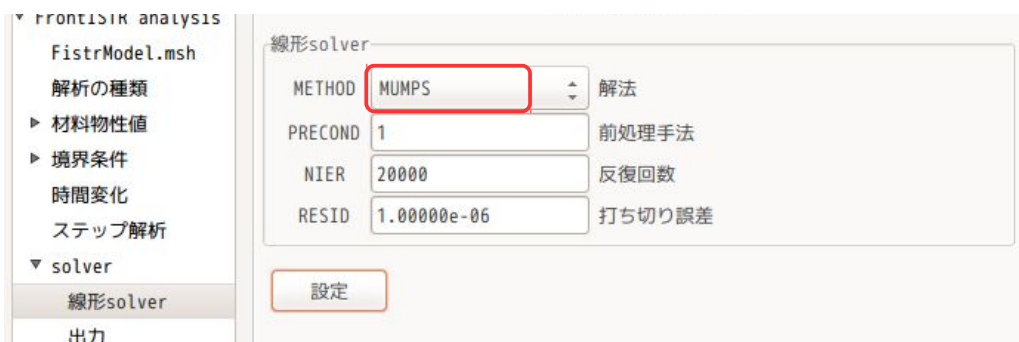 FrontISTR analysis
FistrModel.msh
解析の種類
材料物性値
境界条件
時間変化
ステップ解析
solver
線形solver
出力
線形solver
METHOD MUMPS 解法
PRECOND 1 前処理手法
NIER 20000 反復回数
RESID 1.00000e-06 打ち切り誤差
設定